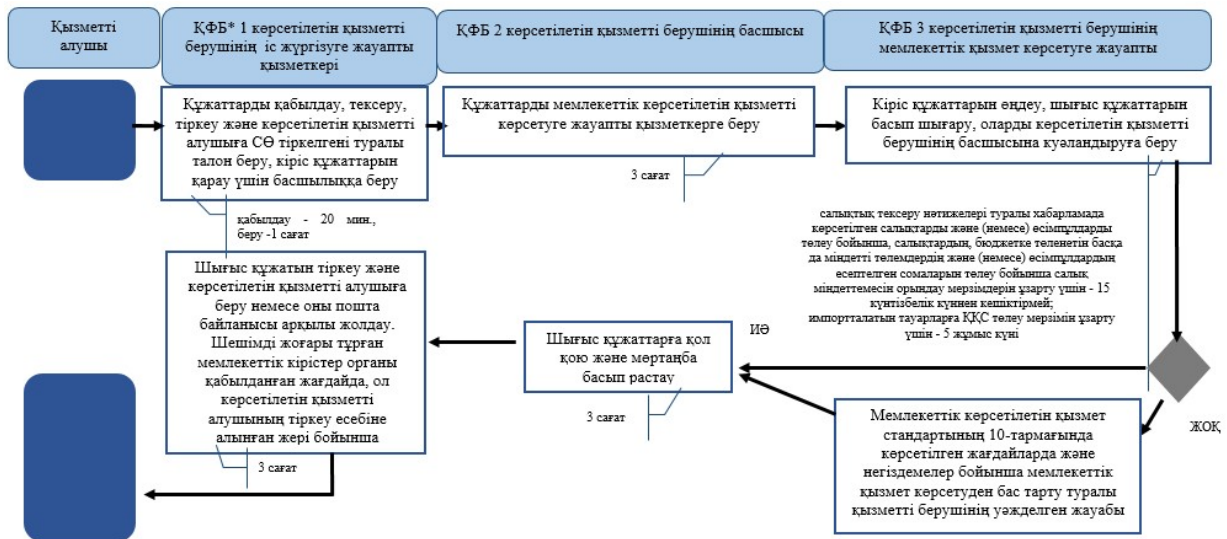 Қызметті
алушы
ҚФБ* 1 көрсетілетін қызметті
берушінің іс жүргізуге жауапты
қызметкері
ҚФБ 2 көрсетілетін қызметті берушінің басшысы
ҚФБ 3 көрсетілетін қызметті берушінің
мемлекеттік қызмет көрсетуге жауапты
Құжаттарды қабылдау, тексеру,
тіркеу және көрсетілетін қызметті
алушыға СӨ тіркелгені туралы
талон беру, кіріс құжаттарын
қарау үшін басшылыққа беру
Құжаттарды мемлекеттік көрсетілетін қызметті
көрсетуге жауапты қызметкерге беру
Кіріс құжаттарын өңдеу, шығыс құжаттарын
басып шығару, оларды көрсетілетін қызметті
берушінің басшысына куәландыруға беру
3 сағат
қабылдау - 20 мин.,
беру -1 сағат
салықтық тексеру нәтижелері туралы хабарламада
көрсетілген салықтарды және (немесе) өсімпұлдарды
төлеу бойынша, салықтардың, бюджетке төленетін басқа
да міндетті төлемдердің және (немесе) өсімпұлдардың
есептелген сомаларын төлеу бойынша салық
міндеттемесін орындау мерзімдерін ұзарту үшін - 15
күнтізбелік күннен кешіктірмей;
импортталатын тауарларға ҚҚС төлеу мерзімін ұзарту
үшін - 5 жұмыс күні
Шығыс құжатын тіркеу және
көрсетілетін қызметті алушыға
беру немесе оны пошта
байланысы арқылы жолдау.
Шешімді жоғары тұрған
мемлекеттік кірістер органы
қабылданған жағдайда, ол
көрсетілетін қызметті
алушының тіркеу есебіне
алынған жері бойынша
3 сағат
Шығыс құжаттарға қол
қою және мөртаңба
басып растау
3 сағат
ИӘ
ЖОҚ
Мемлекеттік көрсетілетін қызмет
стандартының 10-тармағында
көрсетілген жағдайларда және
негіздемелер бойынша мемлекеттік
қызмет көрсетуден бас тарту туралы
қызметті берушінің уәжделген жауабы